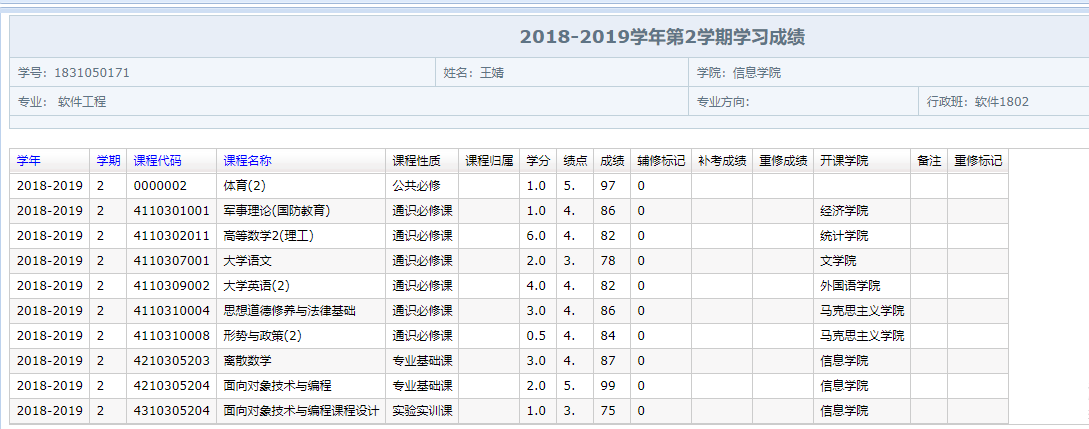 2018-2019学年第2学期学习成绩
学号: 1831050171 姓名: 王婧 学院: 信息学院
专业: 软件工程 专业方向: 行政班: 软件1802
学年 学期 课程代码 课程名称 课程性质 课程归属 学分 绩点 成绩 辅修标记 补考成绩 重修成绩 开课学院 备注 重修标记
2018-2019 2 0000002 体育(2) 公共必修 1.0 5. 97 0
2018-2019 2 4110301001 军事理论(国防教育) 通识必修课 1.0 4. 86 0 经济学院
2018-2019 2 4110302011 高等数学2(理工) 通识必修课 6.0 4. 82 0 统计学院
2018-2019 2 4110307001 大学语文 通识必修课 2.0 3. 78 0 文学院
2018-2019 2 4110309002 大学英语(2) 通识必修课 4.0 4. 82 0 外国语学院
2018-2019 2 4110310004 思想道德修养与法律基础 通识必修课 3.0 4. 86 0 马克思主义学院
2018-2019 2 4110310008 形势与政策(2) 通识必修课 0.5 4. 84 0 马克思主义学院
2018-2019 2 4210305203 离散数学 专业基础课 3.0 4. 87 0 信息学院
2018-2019 2 4210305204 面向对象技术与编程 专业基础课 2.0 5. 99 0 信息学院
2018-2019 2 4310305204 面向对象技术与编程课程设计 实验实训课 1.0 3. 75 0 信息学院